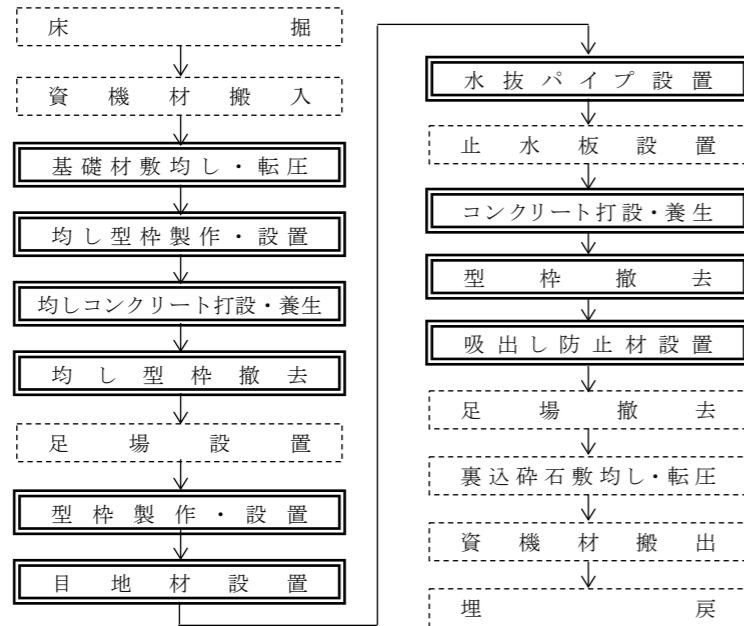 床掘
資機材搬入
基礎材敷均し・転圧
均し型枠製作・設置
均しコンクリート打設・養生
均し型枠撤去
足場設置
型枠製作・設置
目地材設置
水抜パイプ設置
止水板設置
コンクリート打設・養生
型枠撤去
吸出し防止材設置
足場撤去
裏込砕石敷均し・転圧
資機材搬出
埋戻